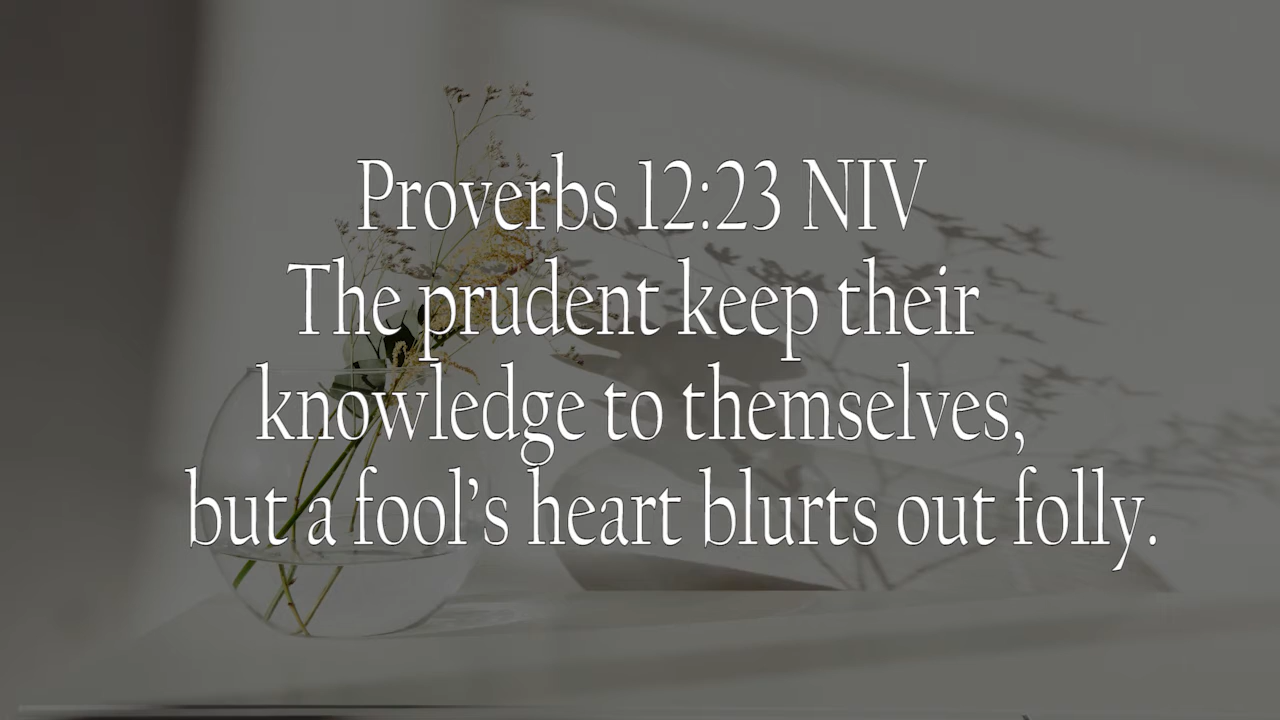 Proverbs 12:23 NIV
The prudent keep their
knowledge to themselves,
but a fool’s heart blurts out folly.